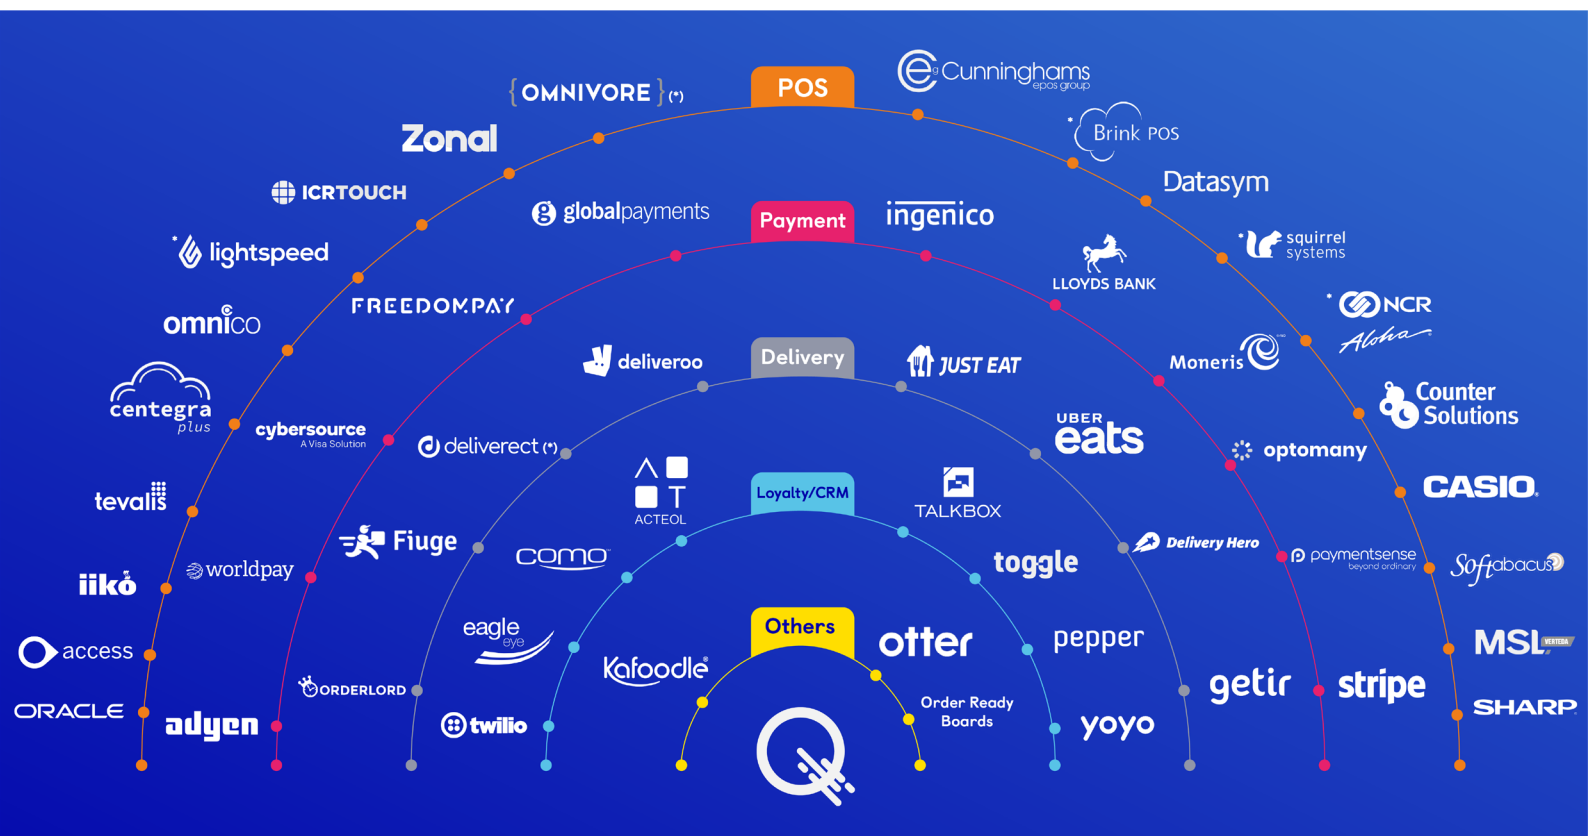 POS
{OMNIVORE}(*)
Zonal
ICRTOUCH
*lightspeed
omnico
centegra
plus
tevalis
iiko
access
ORACLE
eg Cunninghams
epos group
* Brink POS
Datasym
* squirrel
systems
* NCR
Aloha
Counter
Solutions
CASIO
Softabacus
MSL VERTEDA
SHARP
Payment
globalpayments
FREEDOMPAY
cybersource
A Visa Solution
worldpay
adyen
ingenico
LLOYDS BANK
Moneris
optomany
paymentsense
beyond ordinary
stripe
Delivery
deliveroo
deliverect (*)
Fiuge
ORDERLORD
JUST EAT
UBER
eats
Delivery Hero
getir
Loyalty/CRM
ACTEOL
como
eagle
eye
twilio
TALKBOX
toggle
pepper
yoyo
Others
Kafoodle
otter
Order Ready
Boards